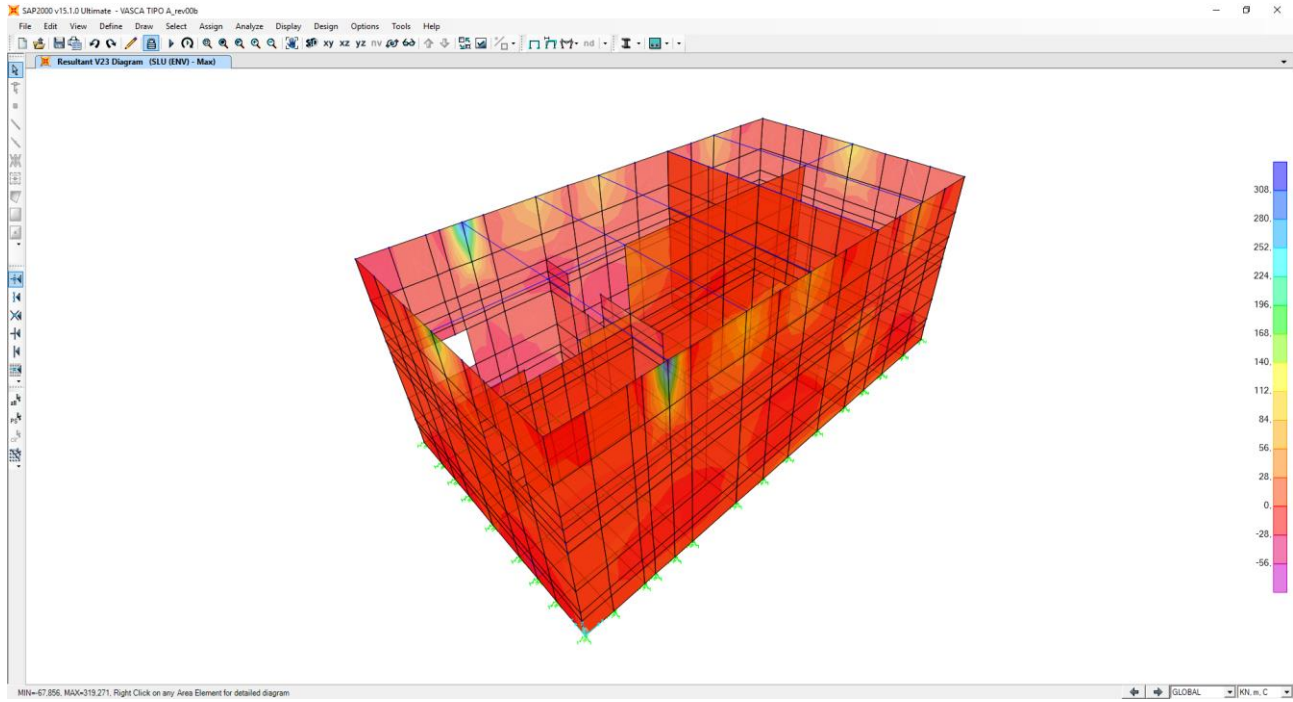 SAP2000 v15.1.0 Ultimate - VASCA TIPO A_rev00b
File Edit View Define Draw Select Assign Analyze Display Design Options Tools Help
xy xz yz nv nd
Resultant V23 Diagram (SLU (ENV) - Max)
308,
280,
252,
224,
196,
168,
140,
112,
84,
56,
28,
0,
-28,
-56,
MIN=-67.856, MAX=319.271, Right Click on any Area Element for detailed diagram
GLOBAL
KN, m, C